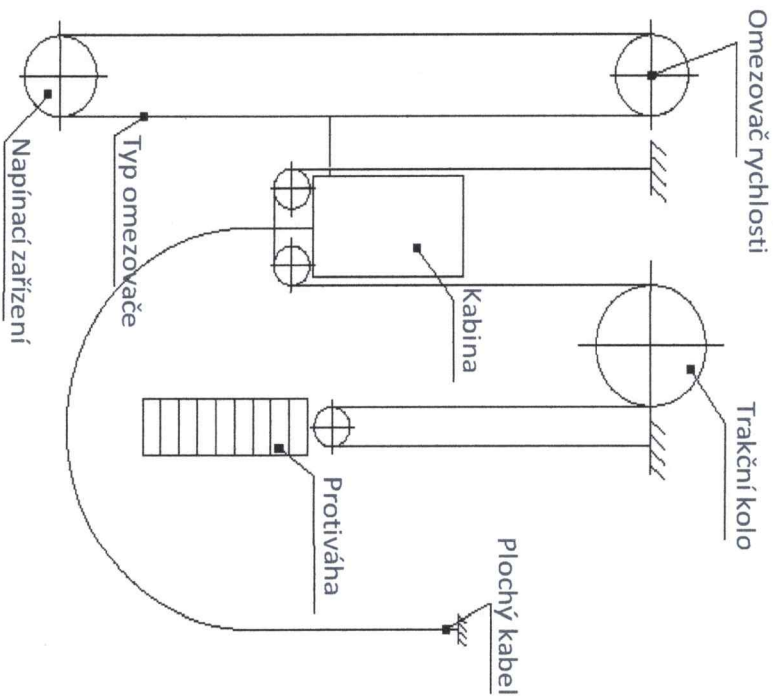 Omezovač rychlosti
Trakční kolo
Kabina
Plochý kabel
Protiváha
Typ omezovače
Napínací zařízení